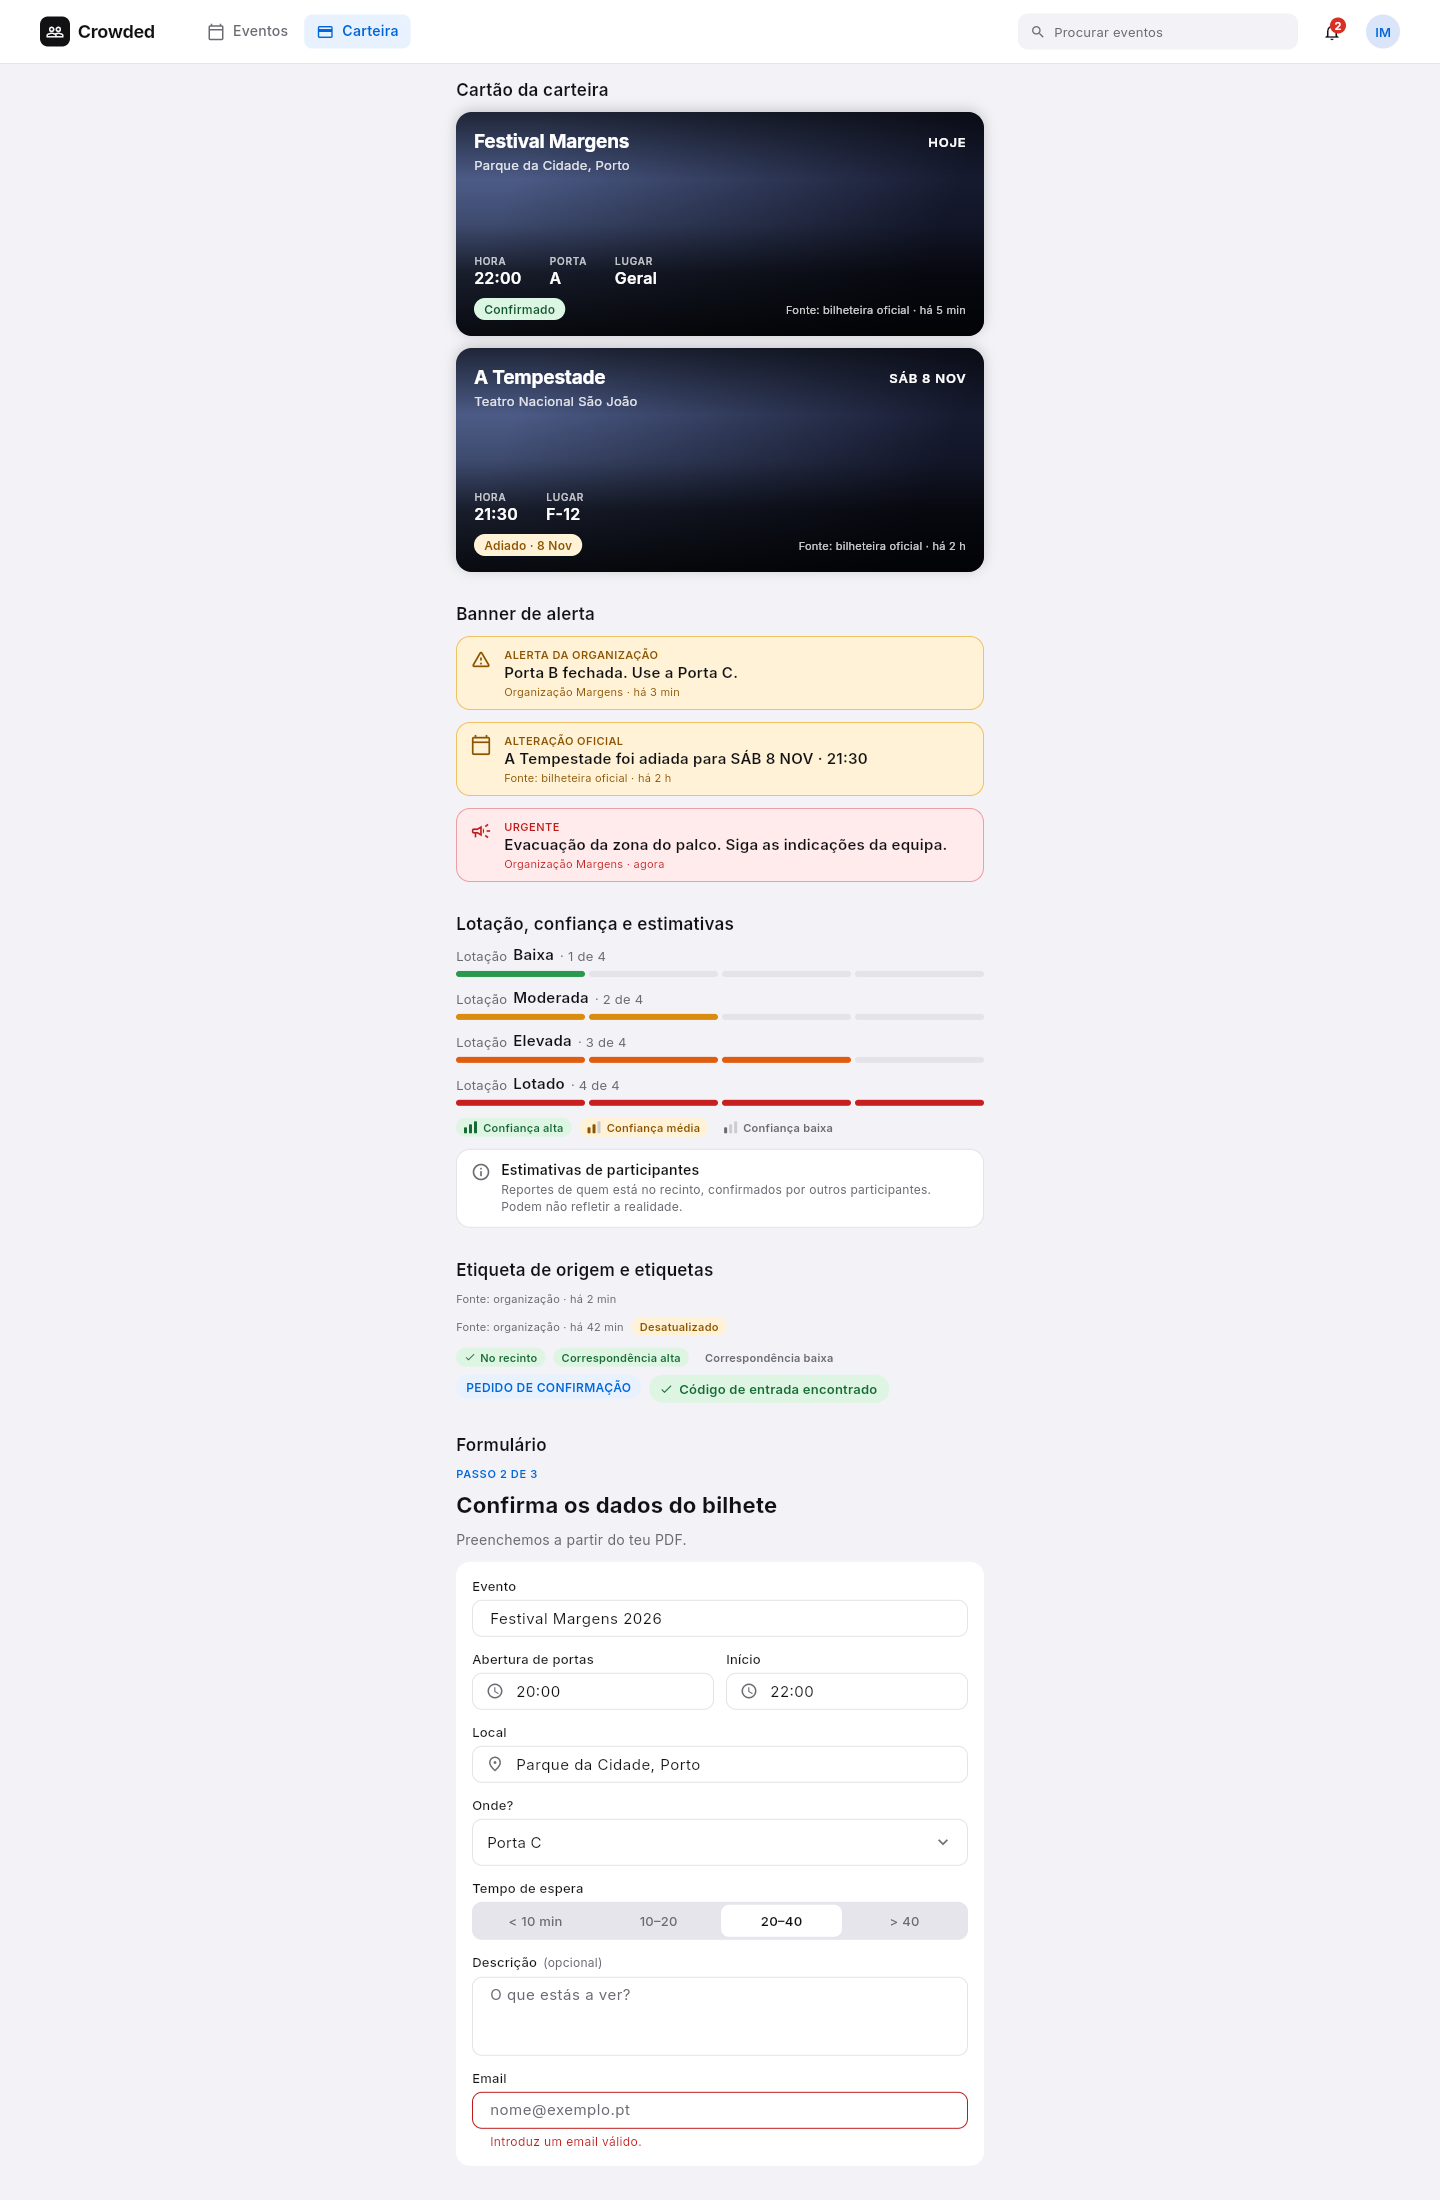 Crowded
Eventos
Carteira
Procurar eventos
2
IM
Cartão da carteira
Festival Margens
HOJE
Parque da Cidade, Porto
HORA PORTA LUGAR
22:00 A Geral
Confirmado
Fonte: bilheteira oficial · há 5 min
A Tempestade
SÁB 8 NOV
Teatro Nacional São João
HORA LUGAR
21:30 F-12
Adiado · 8 Nov
Fonte: bilheteira oficial · há 2 h
Banner de alerta
ALERTA DA ORGANIZAÇÃO
Porta B fechada. Use a Porta C.
Organização Margens · há 3 min
ALTERAÇÃO OFICIAL
A Tempestade foi adiada para SÁB 8 NOV · 21:30
Fonte: bilheteira oficial · há 2 h
URGENTE
Evacuação da zona do palco. Siga as indicações da equipa.
Organização Margens · agora
Lotação, confiança e estimativas
Lotação Baixa · 1 de 4
Lotação Moderada · 2 de 4
Lotação Elevada · 3 de 4
Lotação Lotado · 4 de 4
Confiança alta Confiança média Confiança baixa
Estimativas de participantes
Reportes de quem está no recinto, confirmados por outros participantes.
Podem não refletir a realidade.
Etiqueta de origem e etiquetas
Fonte: organização · há 2 min
Fonte: organização · há 42 min Desatualizado
No recinto Correspondência alta Correspondência baixa
PEDIDO DE CONFIRMAÇÃO Código de entrada encontrado
Formulário
PASSO 2 DE 3
Confirma os dados do bilhete
Preenchemos a partir do teu PDF.
Evento
Festival Margens 2026
Abertura de portas Início
20:00 22:00
Local
Parque da Cidade, Porto
Onde?
Porta C
Tempo de espera
< 10 min 10–20 20–40 > 40
Descrição (opcional)
O que estás a ver?
Email
nome@exemplo.pt
Introduz um email válido.